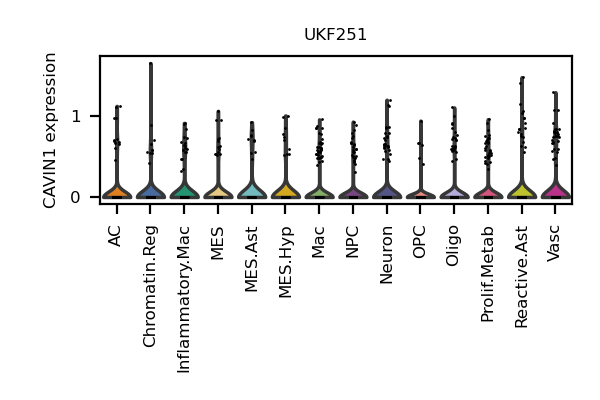 UKF251
CAVIN1 expression
1
0
AC
Chromatin.Reg
Inflammatory.Mac
MES
MES.Ast
MES.Hyp
Mac
NPC
Neuron
OPC
Oligo
Prolif.Metab
Reactive.Ast
Vasc